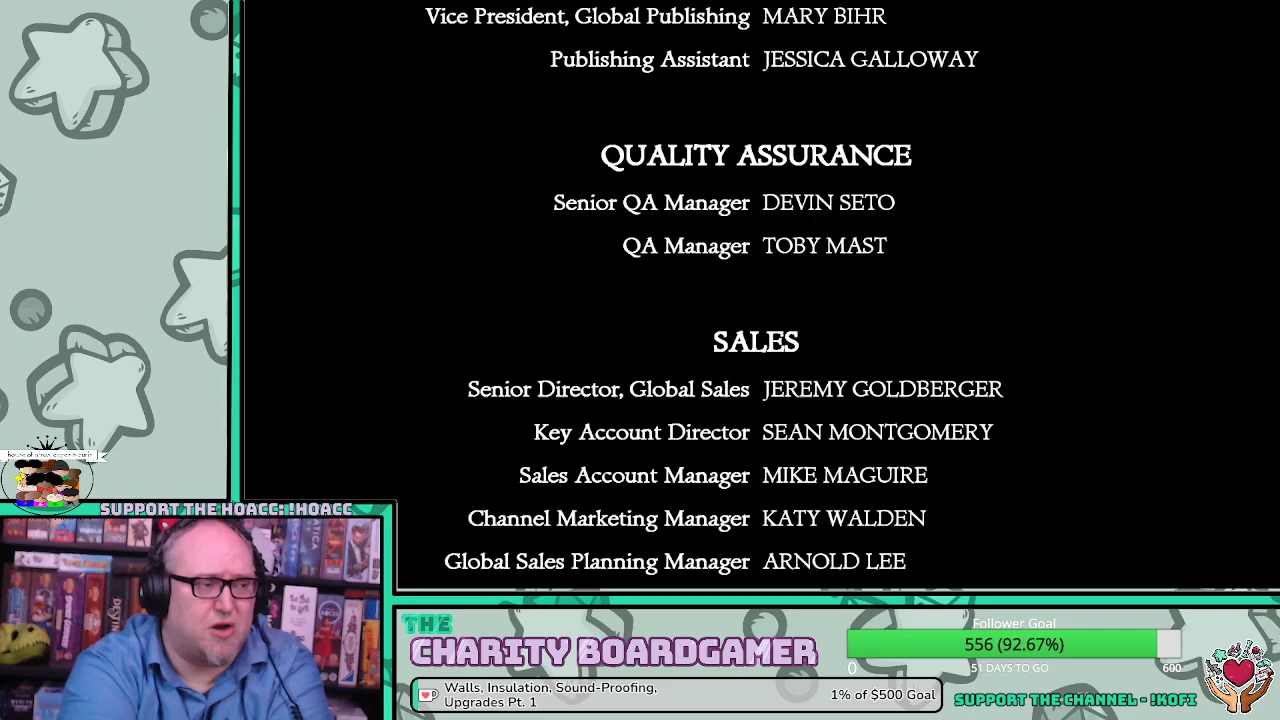 Vice President, Global Publishing MARY BIHR
Publishing Assistant JESSICA GALLOWAY
QUALITY ASSURANCE
Senior QA Manager DEVIN SETO
QA Manager TOBY MAST
SALES
Senior Director, Global Sales JEREMY GOLDBERGER
Key Account Director SEAN MONTGOMERY
Sales Account Manager MIKE MAGUIRE
Channel Marketing Manager KATY WALDEN
Global Sales Planning Manager ARNOLD LEE
SUPPORT THE HOACC: !HOACC
THE
CHARITY BOARDGAMER
Walls, Insulation, Sound-Proofing,
Upgrades Pt. 1
1% of $500 Goal
Follower Goal
556 (92.67%)
0 51 DAYS TO GO 600
SUPPORT THE CHANNEL - !KOFI